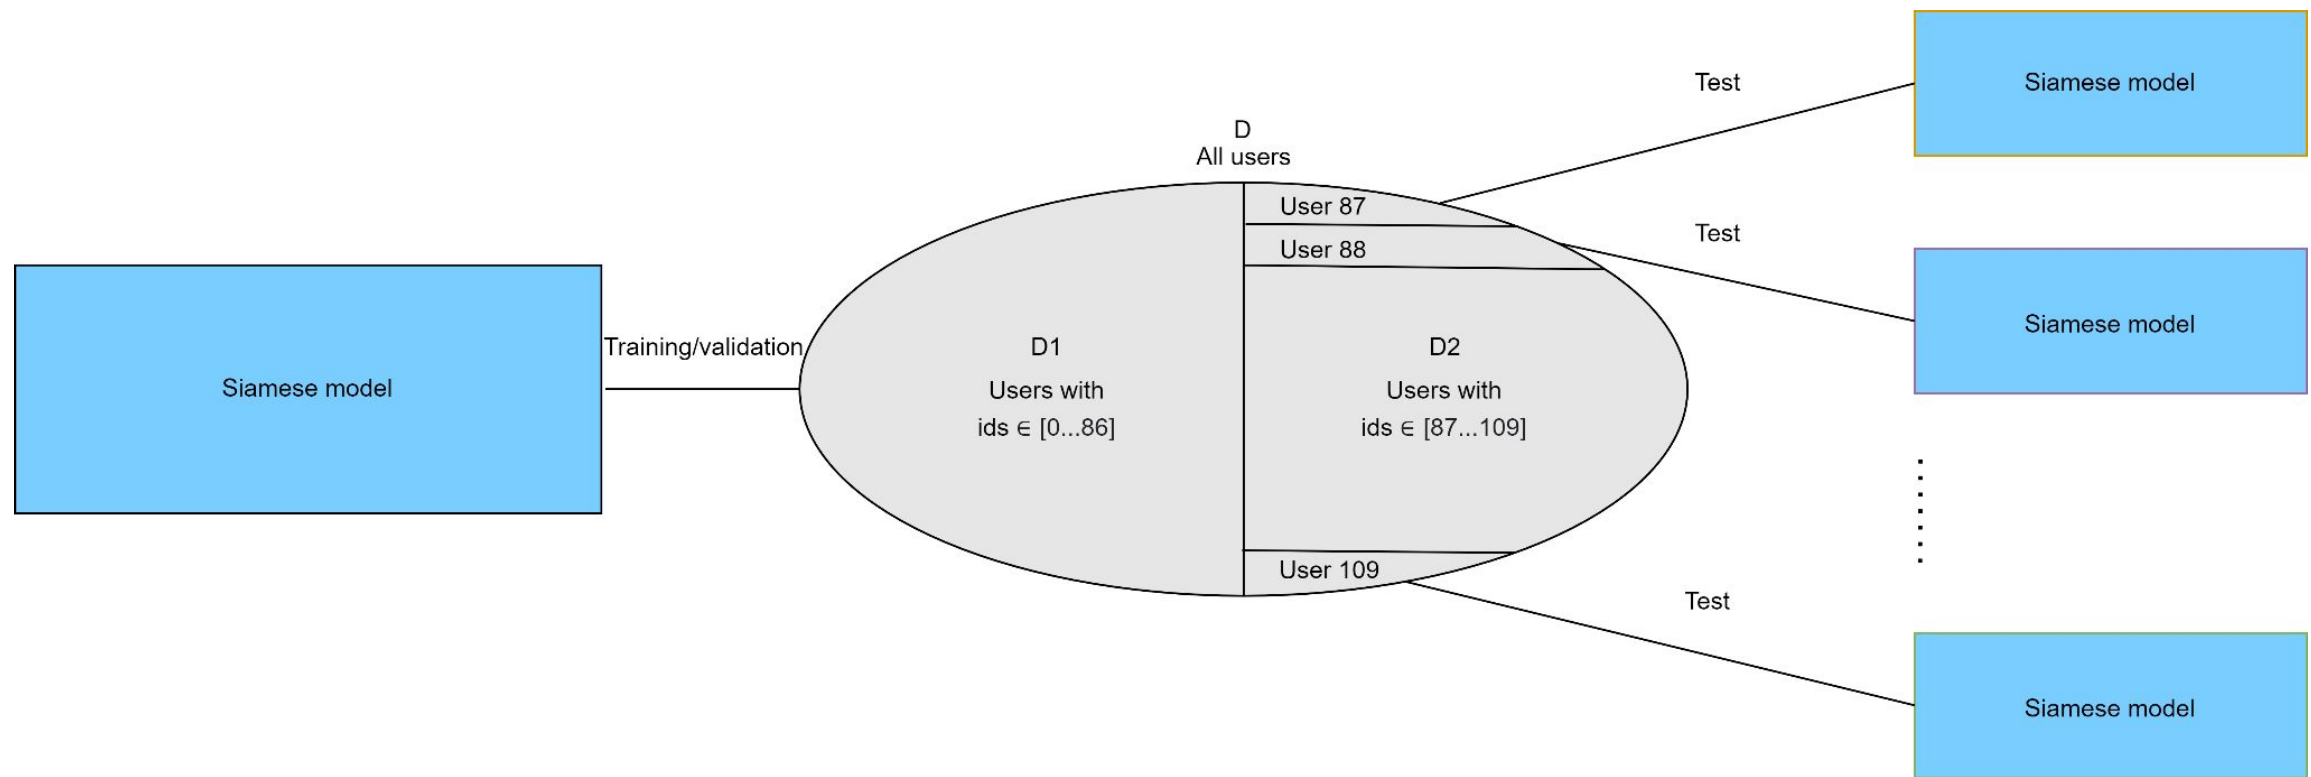 Siamese model
Training/validation
D
All users
User 87
User 88
D1
Users with
ids ∈ [0...86]
D2
Users with
ids ∈ [87...109]
User 109
Test
Siamese model
Test
Siamese model
Test
Siamese model